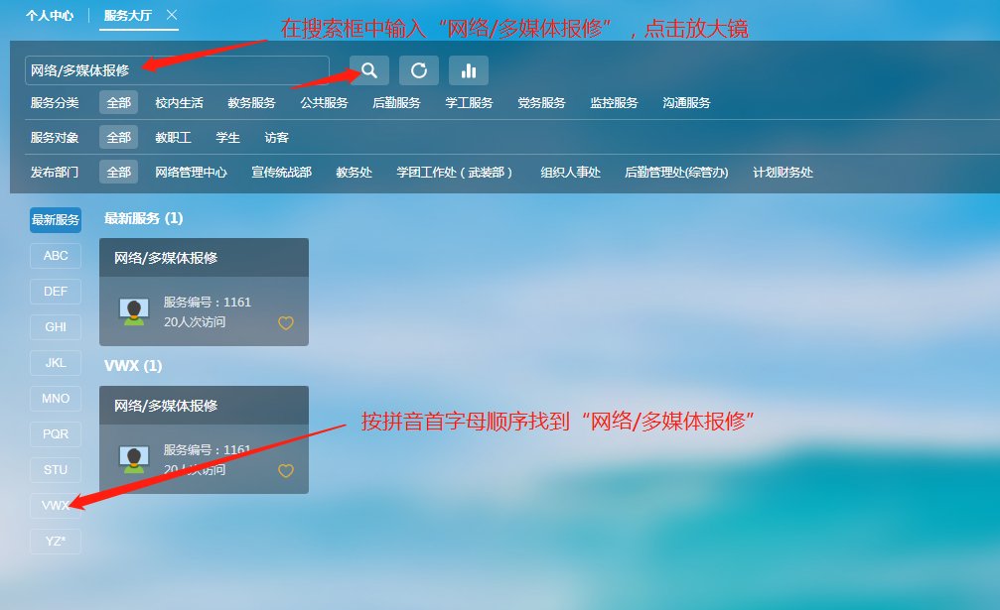 个人中心 服务大厅
在搜索框中输入“网络/多媒体报修”，点击放大镜
网络/多媒体报修
服务分类 全部 校内生活 教务服务 公共服务 后勤服务 学工服务 党务服务 监控服务 沟通服务
服务对象 全部 教职工 学生 访客
发布部门 全部 网络管理中心 宣传统战部 教务处 学团工作处（武装部） 组织人事处 后勤管理处(综管办) 计划财务处
最新服务
ABC
DEF
GHI
JKL
MNO
PQR
STU
VWX
YZ*
最新服务 (1)
网络/多媒体报修
服务编号：1161
20人次访问
VWX (1)
网络/多媒体报修
服务编号：1161
20人次访问
按拼音首字母顺序找到“网络/多媒体报修”